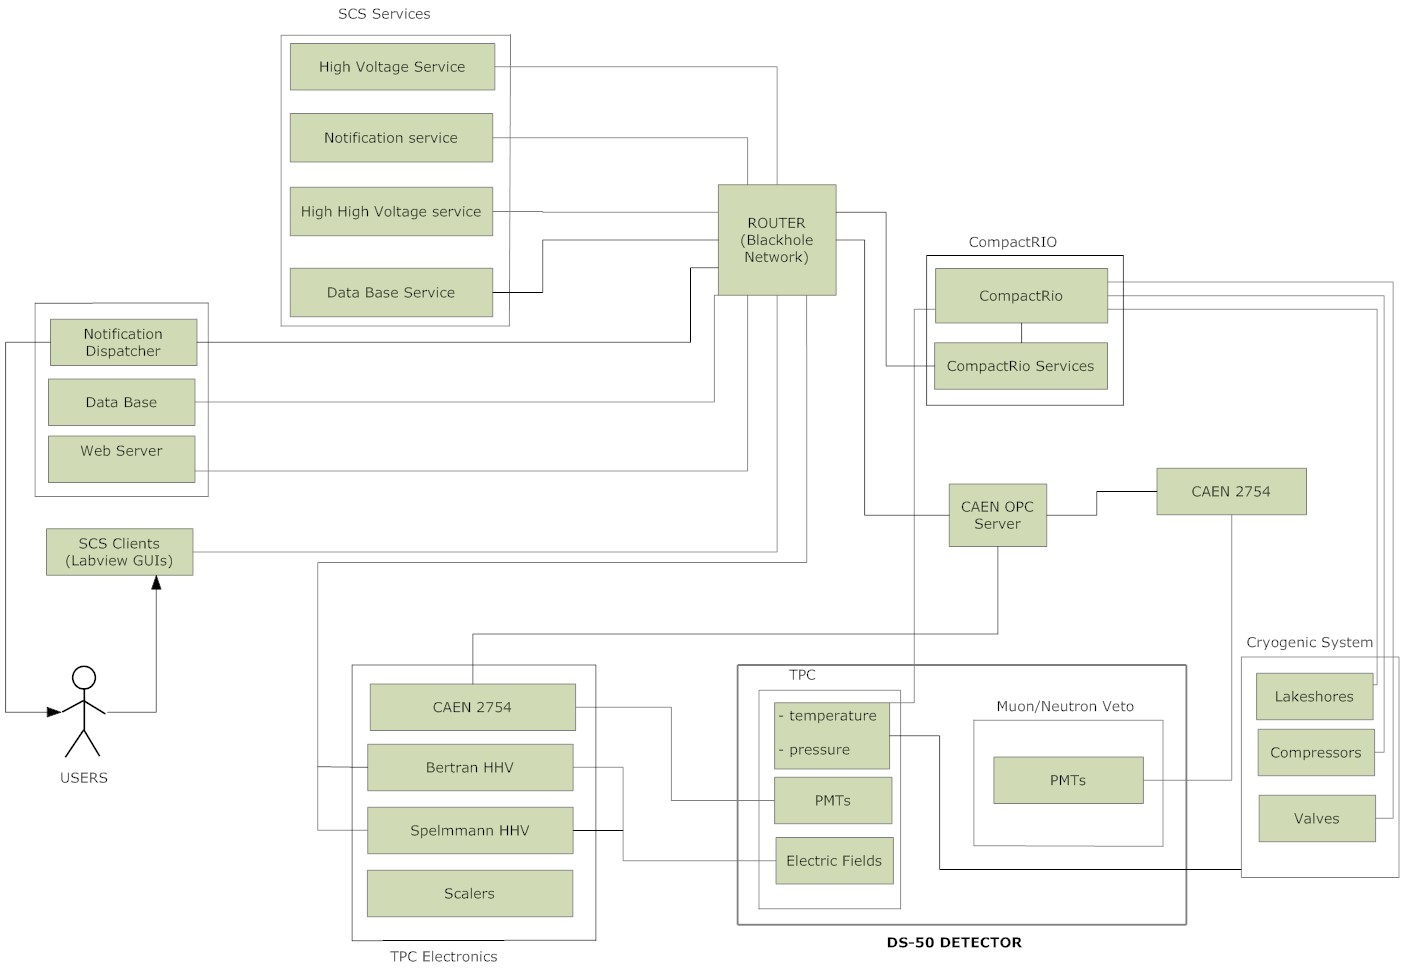 SCS Services
High Voltage Service
Notification service
High High Voltage service
Data Base Service
ROUTER
(Blackhole
Network)
CompactRIO
CompactRio
CompactRio Services
Notification
Dispatcher
Data Base
Web Server
SCS Clients
(Labview GUIs)
USERS
CAEN OPC
Server
CAEN 2754
Cryogenic System
Lakeshores
Compressors
Valves
CAEN 2754
Bertran HHV
Spelmmann HHV
Scalers
TPC Electronics
TPC
- temperature
- pressure
PMTs
Electric Fields
Muon/Neutron Veto
PMTs
DS-50 DETECTOR